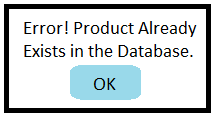 Error! Product Already
Exists in the Database.
OK